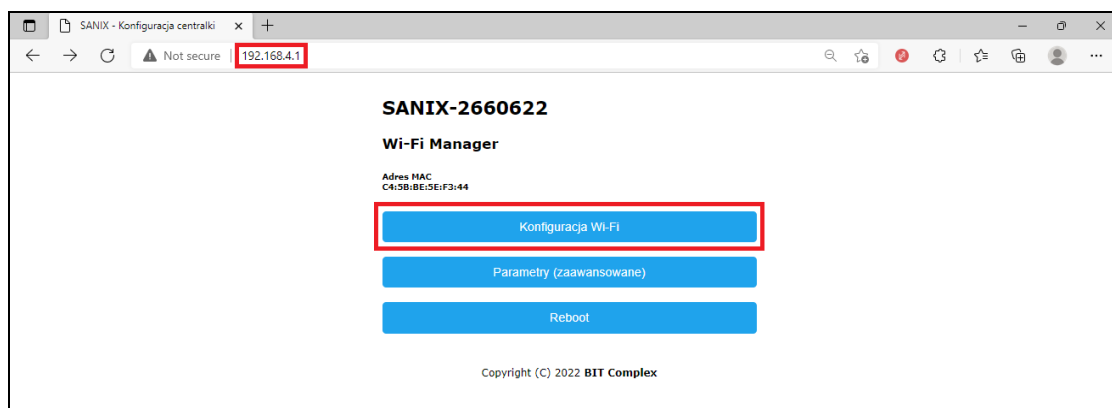 SANIX - Konfiguracja centralki
Not secure
192.168.4.1
SANIX-2660622
Wi-Fi Manager
Adres MAC
C4:5B:BE:5E:F3:44
Konfiguracja Wi-Fi
Parametry (zaawansowane)
Reboot
Copyright (C) 2022 BIT Complex